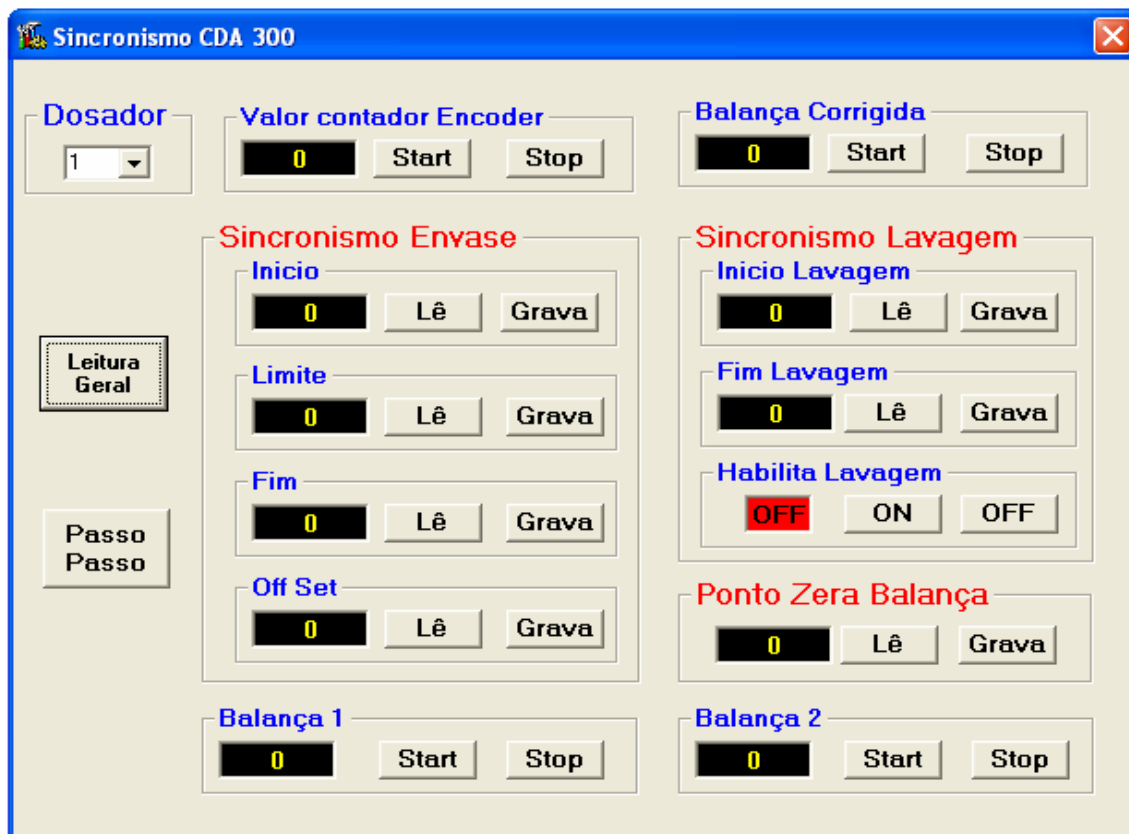 Sincronismo CDA 300
Dosador
1
Valor contador Encoder
0 Start Stop
Balança Corrigida
0 Start Stop
Leitura
Geral
Passo
Passo
Sincronismo Envase
Inicio
0 Lê Grava
Limite
0 Lê Grava
Fim
0 Lê Grava
Off Set
0 Lê Grava
Sincronismo Lavagem
Inicio Lavagem
0 Lê Grava
Fim Lavagem
0 Lê Grava
Habilita Lavagem
OFF ON OFF
Ponto Zera Balança
0 Lê Grava
Balança 1
0 Start Stop
Balança 2
0 Start Stop